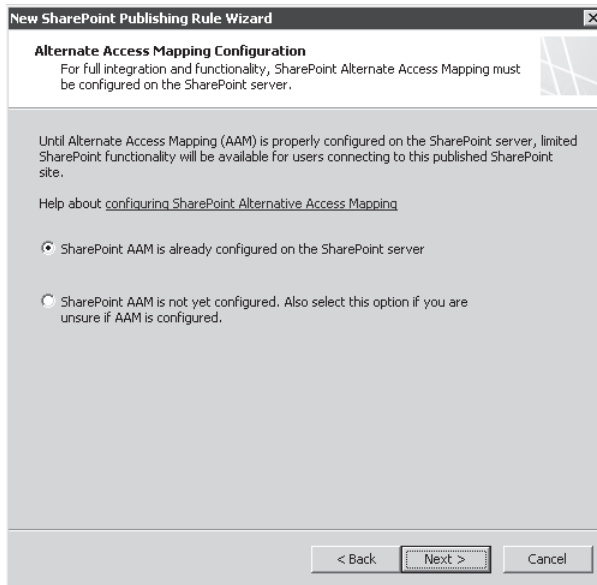 New SharePoint Publishing Rule Wizard
Alternate Access Mapping Configuration
For full integration and functionality, SharePoint Alternate Access Mapping must
be configured on the SharePoint server.
Until Alternate Access Mapping (AAM) is properly configured on the SharePoint server, limited
SharePoint functionality will be available for users connecting to this published SharePoint
site.
Help about configuring SharePoint Alternative Access Mapping
SharePoint AAM is already configured on the SharePoint server
SharePoint AAM is not yet configured. Also select this option if you are
unsure if AAM is configured.
< Back Next > Cancel